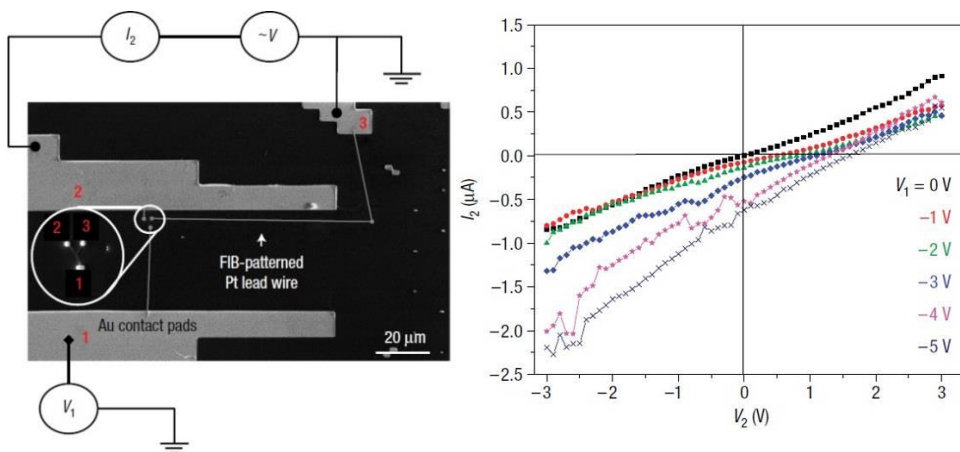 I₂
~V
3
2
2 3
1
FIB-patterned
Pt lead wire
Au contact pads
1
20 μm
V₁
1.5
1.0
0.5
0.0
−0.5
−1.0
−1.5
−2.0
−2.5
I₂ (μA)
V₁ = 0 V
−1 V
−2 V
−3 V
−4 V
−5 V
−3 −2 −1 0 1 2 3
V₂ (V)